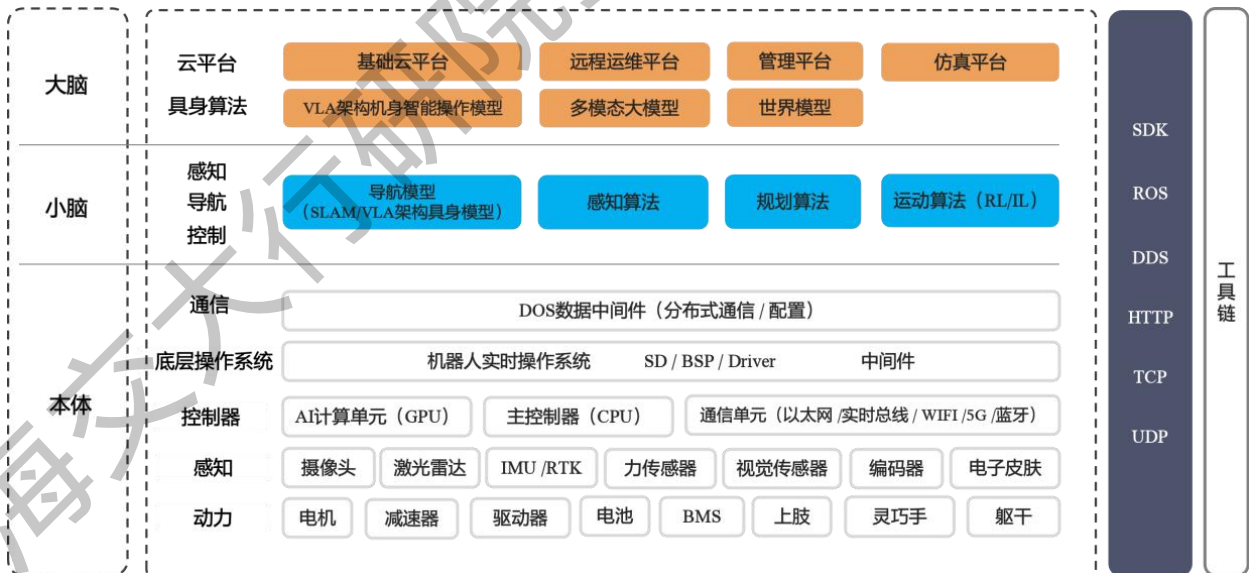 大脑
云平台
基础云平台
远程运维平台
管理平台
仿真平台
具身算法
VLA架构机身智能操作模型
多模态大模型
世界模型
小脑
感知
导航
控制
导航模型
（SLAM/VLA架构具身模型）
感知算法
规划算法
运动算法（RL/IL）
本体
通信
DOS数据中间件（分布式通信 / 配置）
底层操作系统
机器人实时操作系统 SD / BSP / Driver 中间件
控制器
AI计算单元（GPU）
主控制器（CPU）
通信单元（以太网 /实时总线 / WIFI /5G /蓝牙）
感知
摄像头
激光雷达
IMU /RTK
力传感器
视觉传感器
编码器
电子皮肤
动力
电机
减速器
驱动器
电池
BMS
上肢
灵巧手
躯干
SDK
ROS
DDS
HTTP
TCP
UDP
工具链
海交大行研院